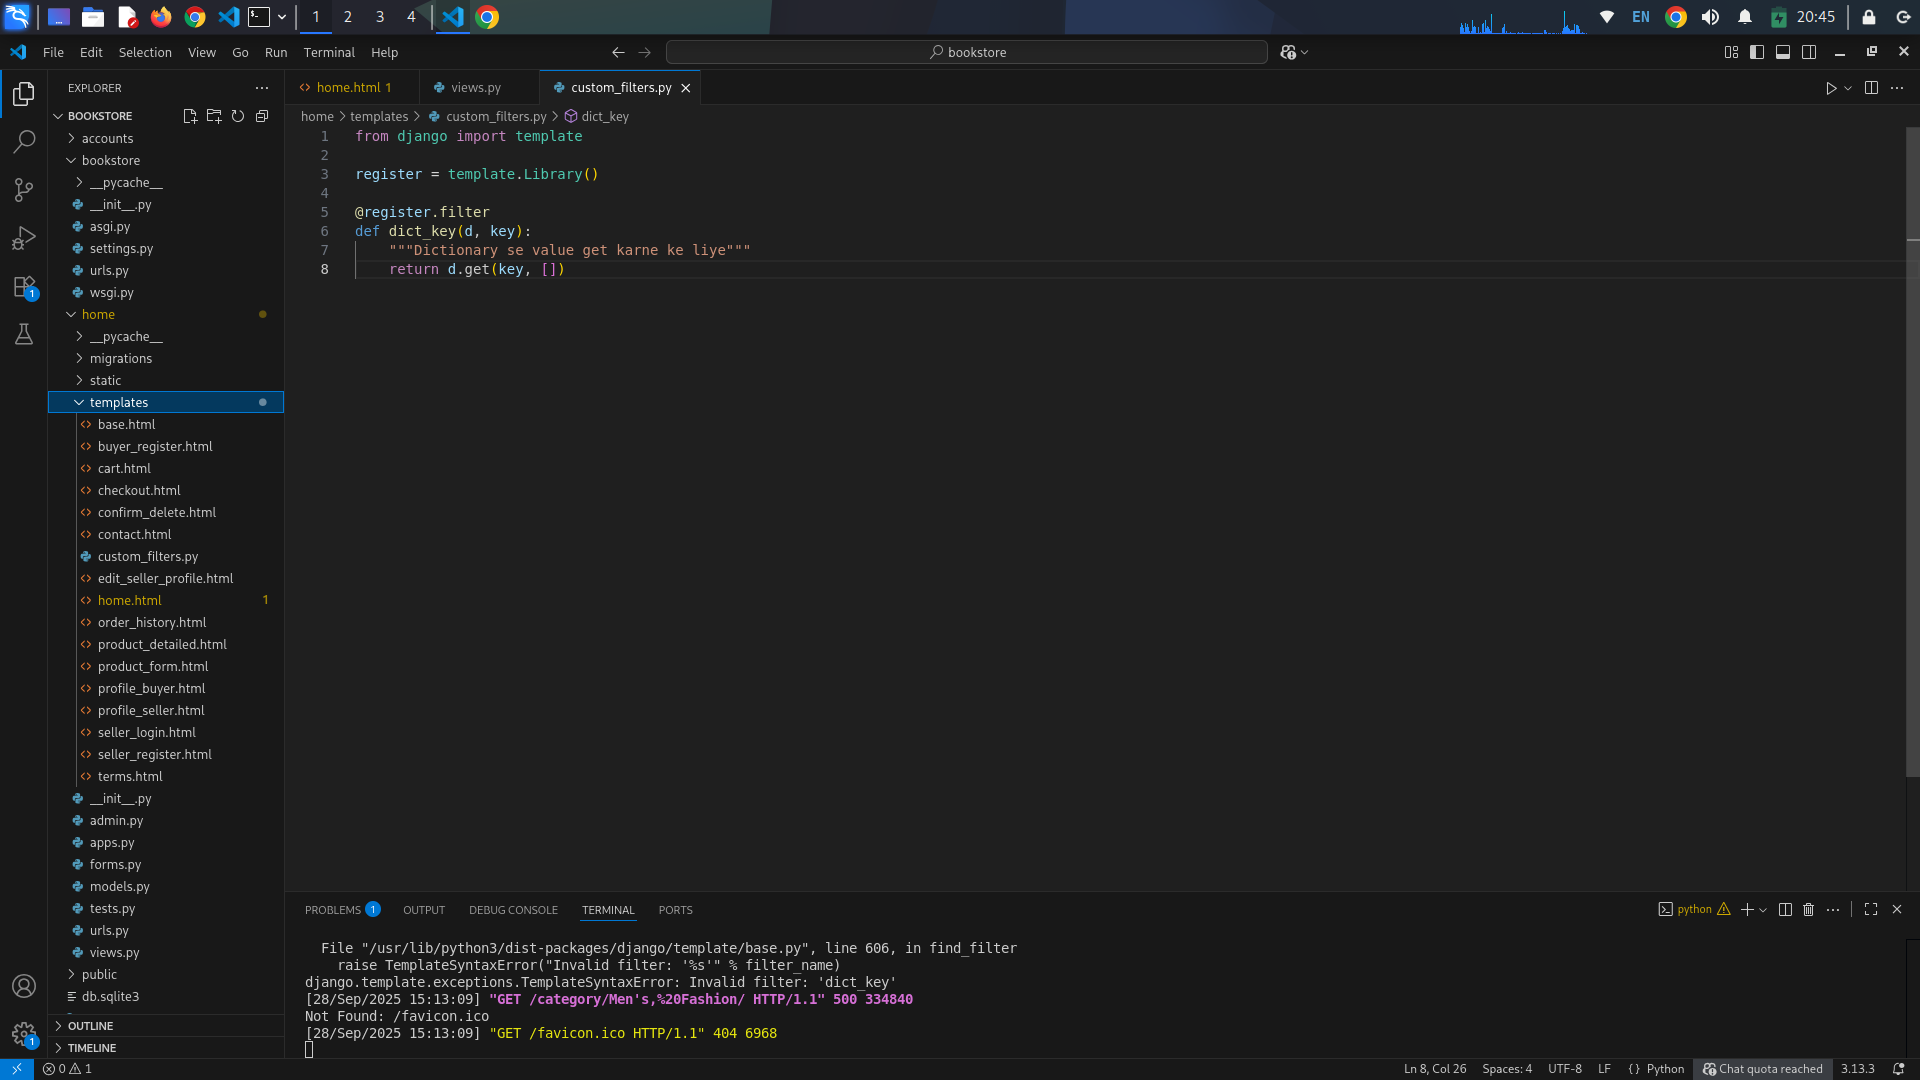 1 2 3 4 EN 20:45
File Edit Selection View Go Run Terminal Help bookstore
EXPLORER
home.html 1 views.py custom_filters.py
BOOKSTORE
home templates custom_filters.py dict_key
accounts
bookstore
__pycache__
__init__.py
asgi.py
settings.py
urls.py
wsgi.py
home
__pycache__
migrations
static
templates
base.html
buyer_register.html
cart.html
checkout.html
confirm_delete.html
contact.html
custom_filters.py
edit_seller_profile.html
home.html 1
order_history.html
product_detailed.html
product_form.html
profile_buyer.html
profile_seller.html
seller_login.html
seller_register.html
terms.html
__init__.py
admin.py
apps.py
forms.py
models.py
tests.py
urls.py
views.py
public
db.sqlite3
OUTLINE
TIMELINE
1
1
1 from django import template
2
3 register = template.Library()
4
5 @register.filter
6 def dict_key(d, key):
7 """Dictionary se value get karne ke liye"""
8 return d.get(key, [])
PROBLEMS 1 OUTPUT DEBUG CONSOLE TERMINAL PORTS python
File "/usr/lib/python3/dist-packages/django/template/base.py", line 606, in find_filter
raise TemplateSyntaxError("Invalid filter: '%s'" % filter_name)
django.template.exceptions.TemplateSyntaxError: Invalid filter: 'dict_key'
[28/Sep/2025 15:13:09] "GET /category/Men's,%20Fashion/ HTTP/1.1" 500 334840
Not Found: /favicon.ico
[28/Sep/2025 15:13:09] "GET /favicon.ico HTTP/1.1" 404 6968
0 1 Ln 8, Col 26 Spaces: 4 UTF-8 LF {} Python Chat quota reached 3.13.3